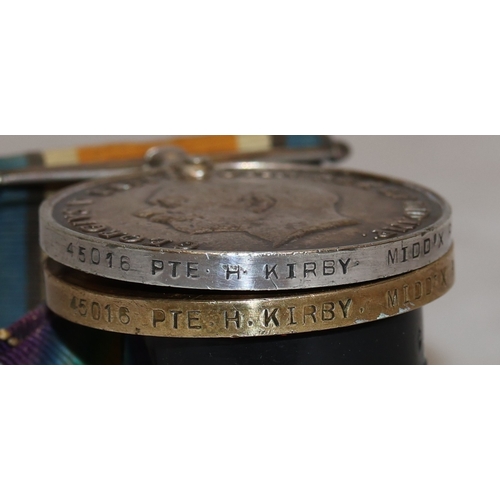 45016 PTE. H. KIRBY. MIDD'X
45016 PTE. H. KIRBY. MIDD'X R